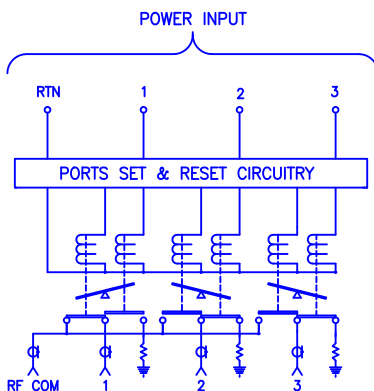 POWER INPUT
RTN 1 2 3
PORTS SET & RESET CIRCUITRY
RF COM 1 2 3